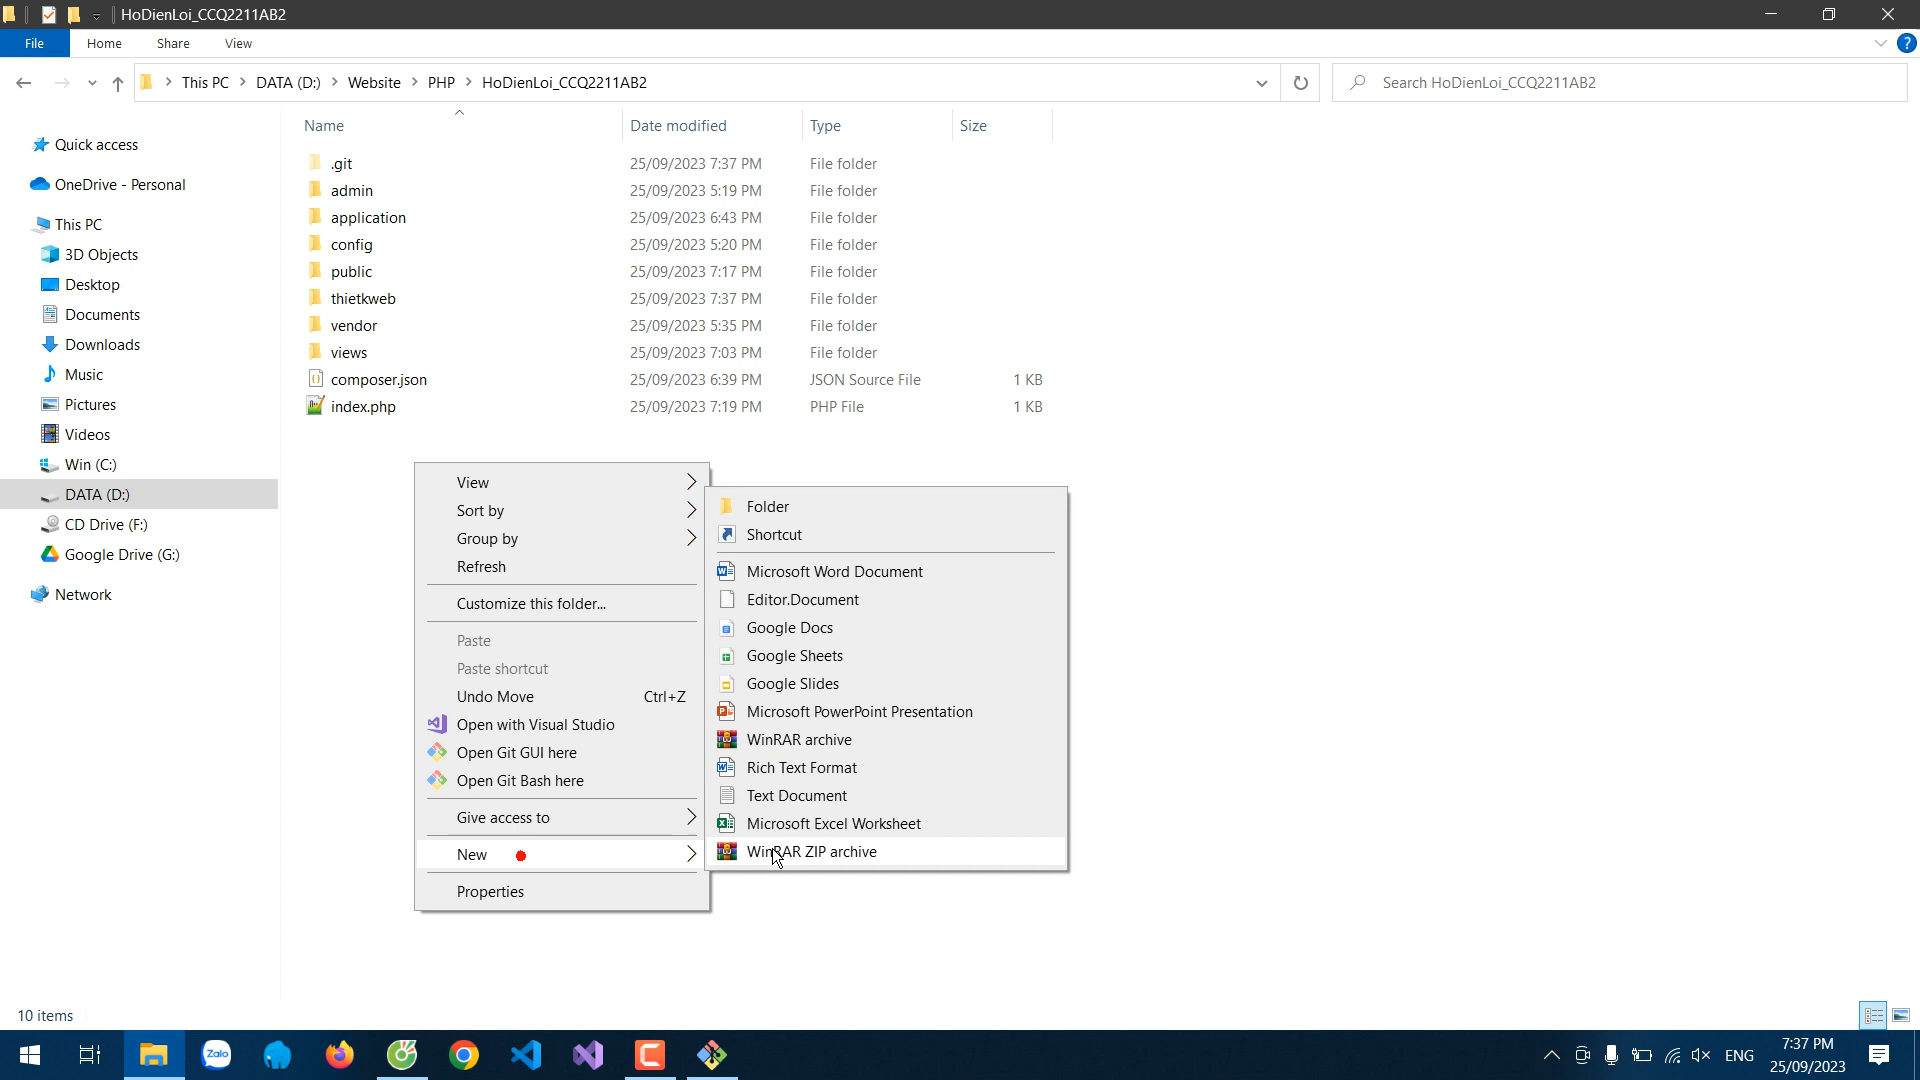 HoDienLoi_CCQ2211AB2
File Home Share View
This PC DATA (D:) Website PHP HoDienLoi_CCQ2211AB2
Search HoDienLoi_CCQ2211AB2
Quick access
OneDrive - Personal
This PC
3D Objects
Desktop
Documents
Downloads
Music
Pictures
Videos
Win (C:)
DATA (D:)
CD Drive (F:)
Google Drive (G:)
Network
Name Date modified Type Size
.git 25/09/2023 7:37 PM File folder
admin 25/09/2023 5:19 PM File folder
application 25/09/2023 6:43 PM File folder
config 25/09/2023 5:20 PM File folder
public 25/09/2023 7:17 PM File folder
thietkweb 25/09/2023 7:37 PM File folder
vendor 25/09/2023 5:35 PM File folder
views 25/09/2023 7:03 PM File folder
composer.json 25/09/2023 6:39 PM JSON Source File 1 KB
index.php 25/09/2023 7:19 PM PHP File 1 KB
View
Sort by
Group by
Refresh
Customize this folder...
Paste
Paste shortcut
Undo Move Ctrl+Z
Open with Visual Studio
Open Git GUI here
Open Git Bash here
Give access to
New
Properties
Folder
Shortcut
Microsoft Word Document
Editor.Document
Google Docs
Google Sheets
Google Slides
Microsoft PowerPoint Presentation
WinRAR archive
Rich Text Format
Text Document
Microsoft Excel Worksheet
WinRAR ZIP archive
10 items
Zalo
ENG
7:37 PM
25/09/2023